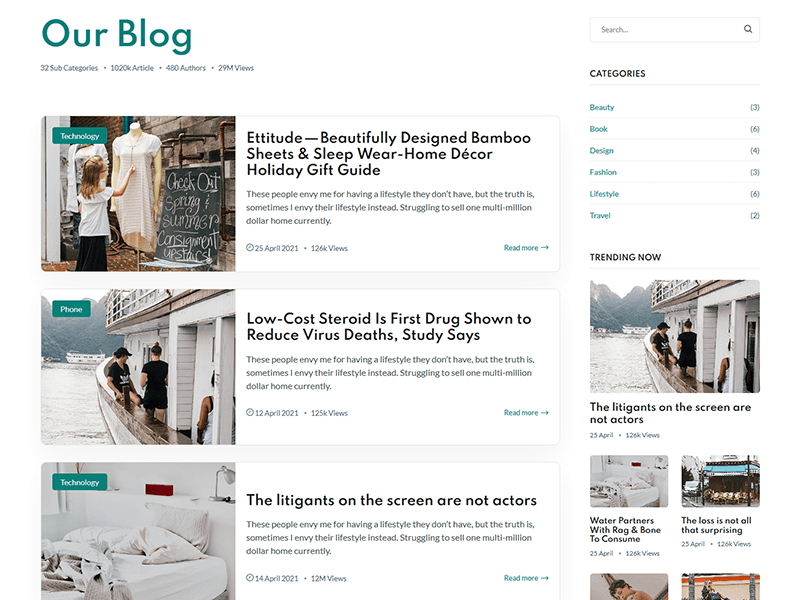 Our Blog
32 Sub Categories • 1020k Article • 480 Authors • 29M Views
Technology
Check Out
Spring &
Summer
Consignment
upstairs!
Ettitude — Beautifully Designed Bamboo
Sheets & Sleep Wear-Home Décor
Holiday Gift Guide
These people envy me for having a lifestyle they don't have, but the truth is,
sometimes I envy their lifestyle instead. Struggling to sell one multi-million
dollar home currently.
25 April 2021 • 126k Views
Read more →
Phone
Low-Cost Steroid Is First Drug Shown to
Reduce Virus Deaths, Study Says
These people envy me for having a lifestyle they don't have, but the truth is,
sometimes I envy their lifestyle instead. Struggling to sell one multi-million
dollar home currently.
12 April 2021 • 125k Views
Read more →
Technology
The litigants on the screen are not actors
These people envy me for having a lifestyle they don't have, but the truth is,
sometimes I envy their lifestyle instead. Struggling to sell one multi-million
dollar home currently.
14 April 2021 • 12M Views
Read more →
Search...
CATEGORIES
Beauty (3)
Book (6)
Design (4)
Fashion (3)
Lifestyle (6)
Travel (2)
TRENDING NOW
The litigants on the screen are
not actors
25 April • 126k Views
Water Partners
With Rag & Bone
To Consume
25 April • 126k Views
The loss is not all
that surprising
25 April • 126k Views